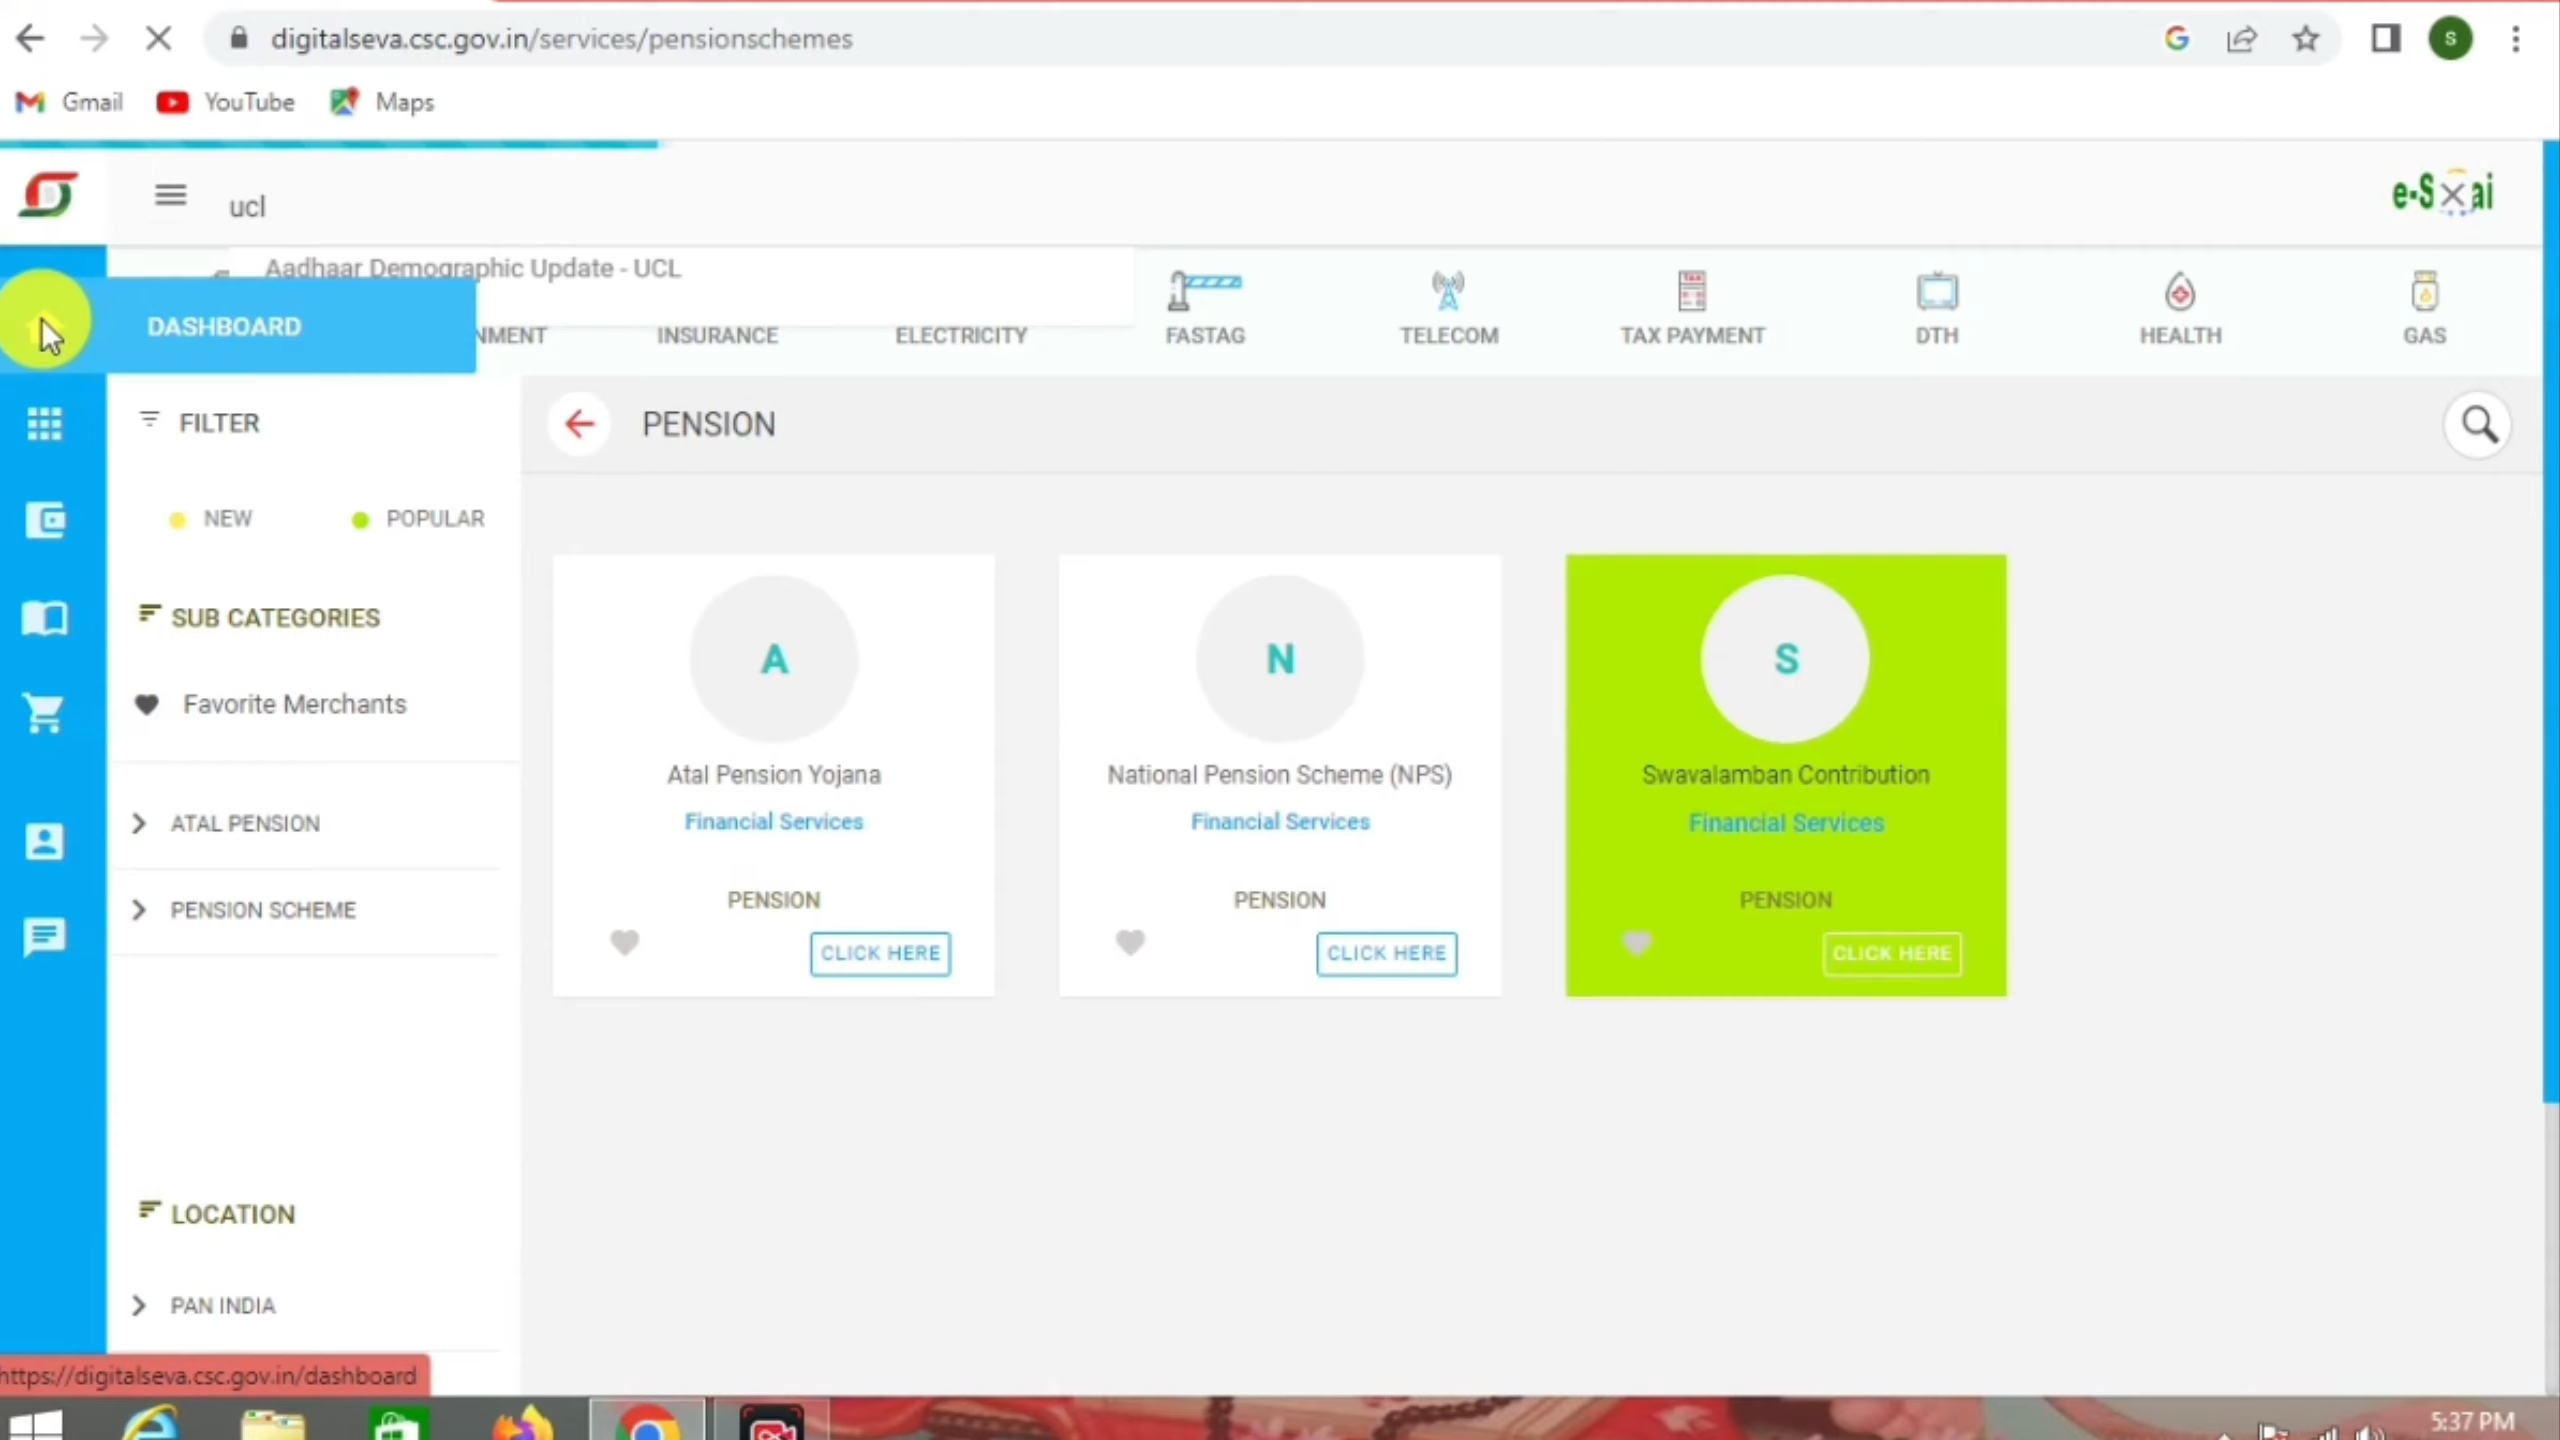 digitalseva.csc.gov.in/services/pensionschemes
S
Gmail YouTube Maps
ucl
Aadhaar Demographic Update - UCL
DASHBOARD
NMENT INSURANCE ELECTRICITY FASTAG TELECOM TAX PAYMENT DTH HEALTH GAS
FILTER
PENSION
NEW POPULAR
SUB CATEGORIES
Favorite Merchants
ATAL PENSION
PENSION SCHEME
LOCATION
PAN INDIA
A
Atal Pension Yojana
Financial Services
PENSION
CLICK HERE
N
National Pension Scheme (NPS)
Financial Services
PENSION
CLICK HERE
S
Swavalamban Contribution
Financial Services
PENSION
CLICK HERE
https://digitalseva.csc.gov.in/dashboard
5:37 PM